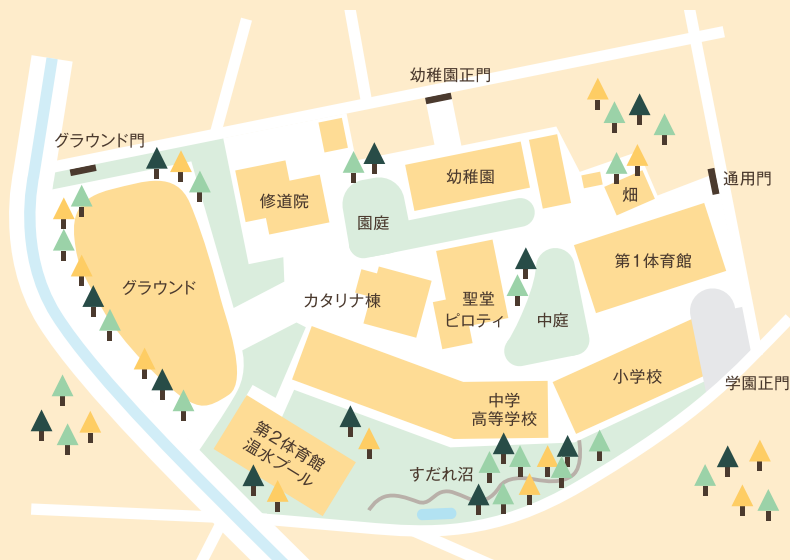 幼稚園正門
グラウンド門
幼稚園
通用門
修道院
畑
園庭
第1体育館
グラウンド
カタリナ棟
聖堂
ピロティ
中庭
小学校
学園正門
中学
高等学校
第2体育館
温水プール
すだれ沼